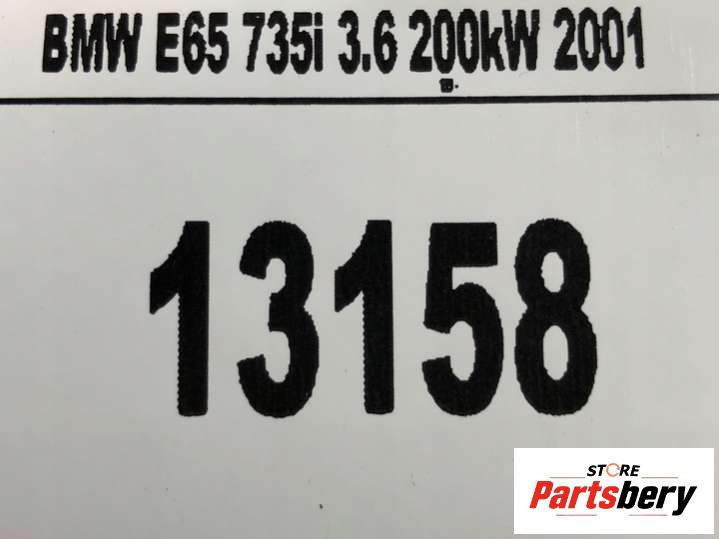 BMW E65 735i 3.6 200kW 2001
13158
STORE
Partsbery